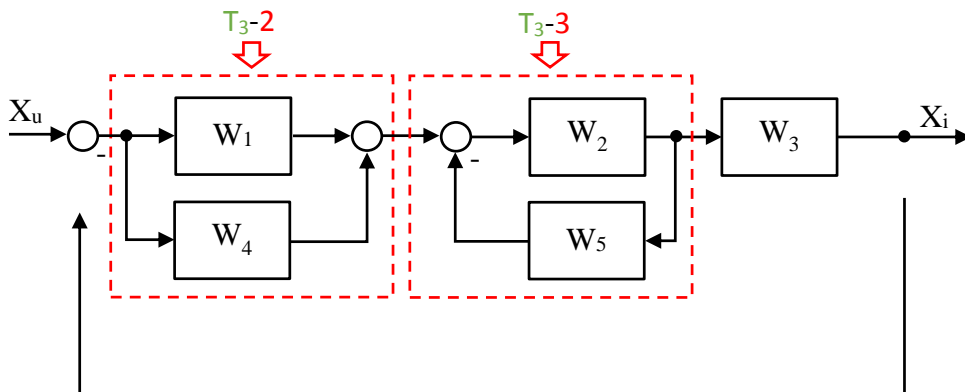 T₃-2 T₃-3
Xᵤ - W₁ - W₂ W₃ Xᵢ
W₄ W₅